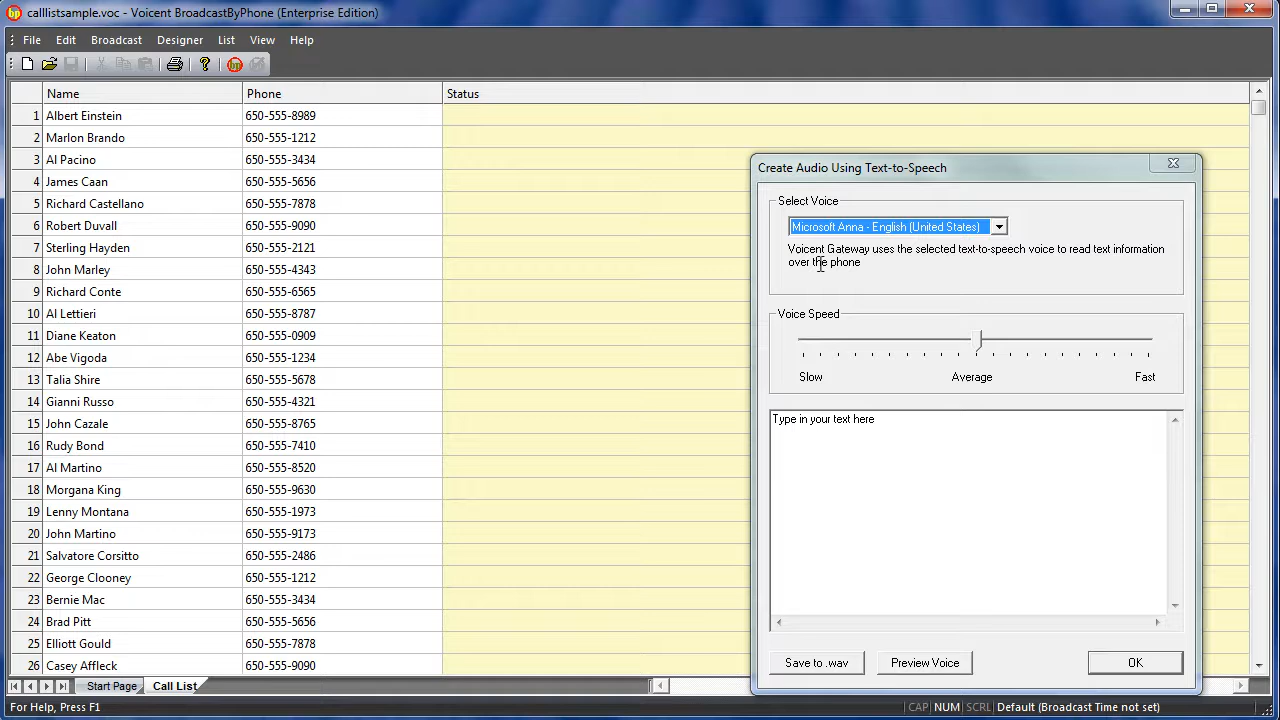 calllistsample.voc - Voicent BroadcastByPhone (Enterprise Edition)
File Edit Broadcast Designer List View Help
Name Phone Status
1 Albert Einstein 650-555-8989
2 Marlon Brando 650-555-1212
3 Al Pacino 650-555-3434
4 James Caan 650-555-5656
5 Richard Castellano 650-555-7878
6 Robert Duvall 650-555-9090
7 Sterling Hayden 650-555-2121
8 John Marley 650-555-4343
9 Richard Conte 650-555-6565
10 Al Lettieri 650-555-8787
11 Diane Keaton 650-555-0909
12 Abe Vigoda 650-555-1234
13 Talia Shire 650-555-5678
14 Gianni Russo 650-555-4321
15 John Cazale 650-555-8765
16 Rudy Bond 650-555-7410
17 Al Martino 650-555-8520
18 Morgana King 650-555-9630
19 Lenny Montana 650-555-1973
20 John Martino 650-555-9173
21 Salvatore Corsitto 650-555-2486
22 George Clooney 650-555-1212
23 Bernie Mac 650-555-3434
24 Brad Pitt 650-555-5656
25 Elliott Gould 650-555-7878
26 Casey Affleck 650-555-9090
Create Audio Using Text-to-Speech
Select Voice
Microsoft Anna - English (United States)
Voicent Gateway uses the selected text-to-speech voice to read text information
over the phone
Voice Speed
Slow Average Fast
Type in your text here
Save to .wav Preview Voice OK
Start Page Call List
For Help, Press F1 CAP NUM SCRL Default (Broadcast Time not set)